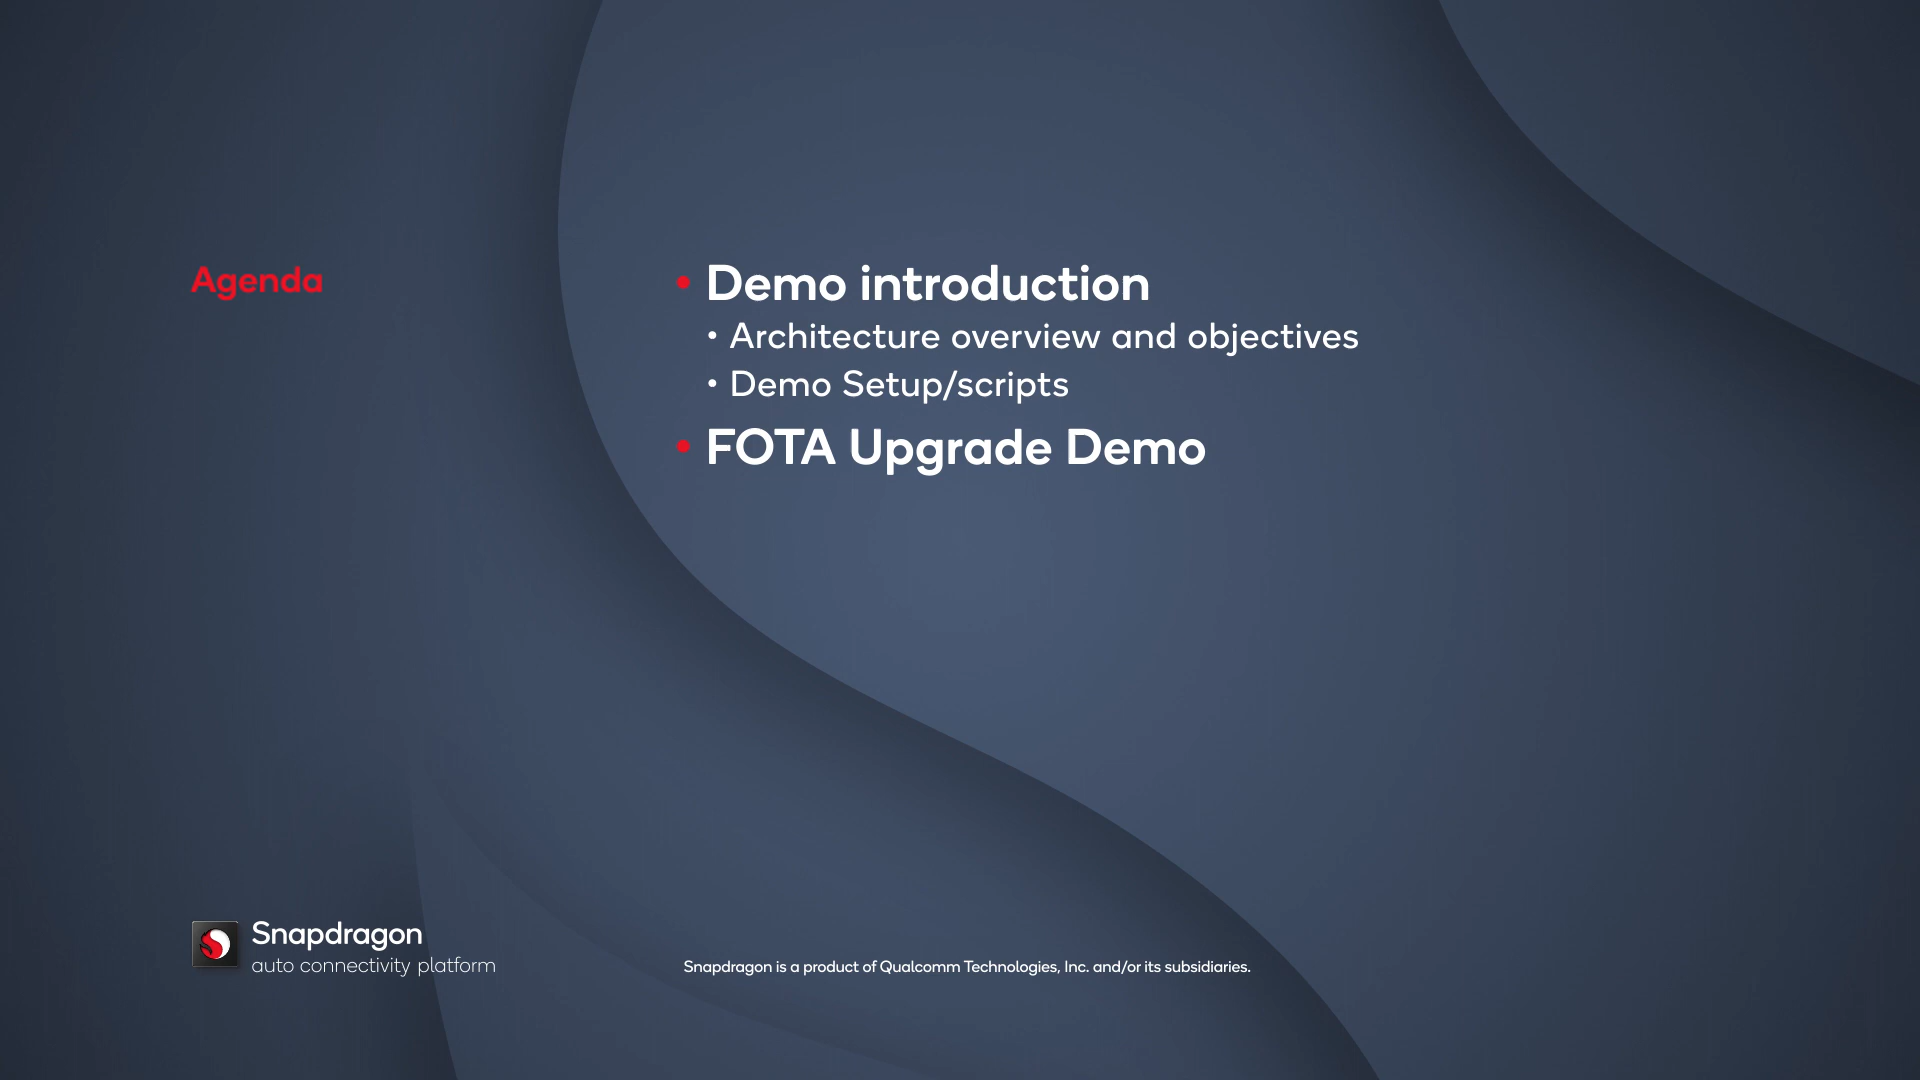 Agenda
• Demo introduction
• Architecture overview and objectives
• Demo Setup/scripts
• FOTA Upgrade Demo
Snapdragon
auto connectivity platform
Snapdragon is a product of Qualcomm Technologies, Inc. and/or its subsidiaries.